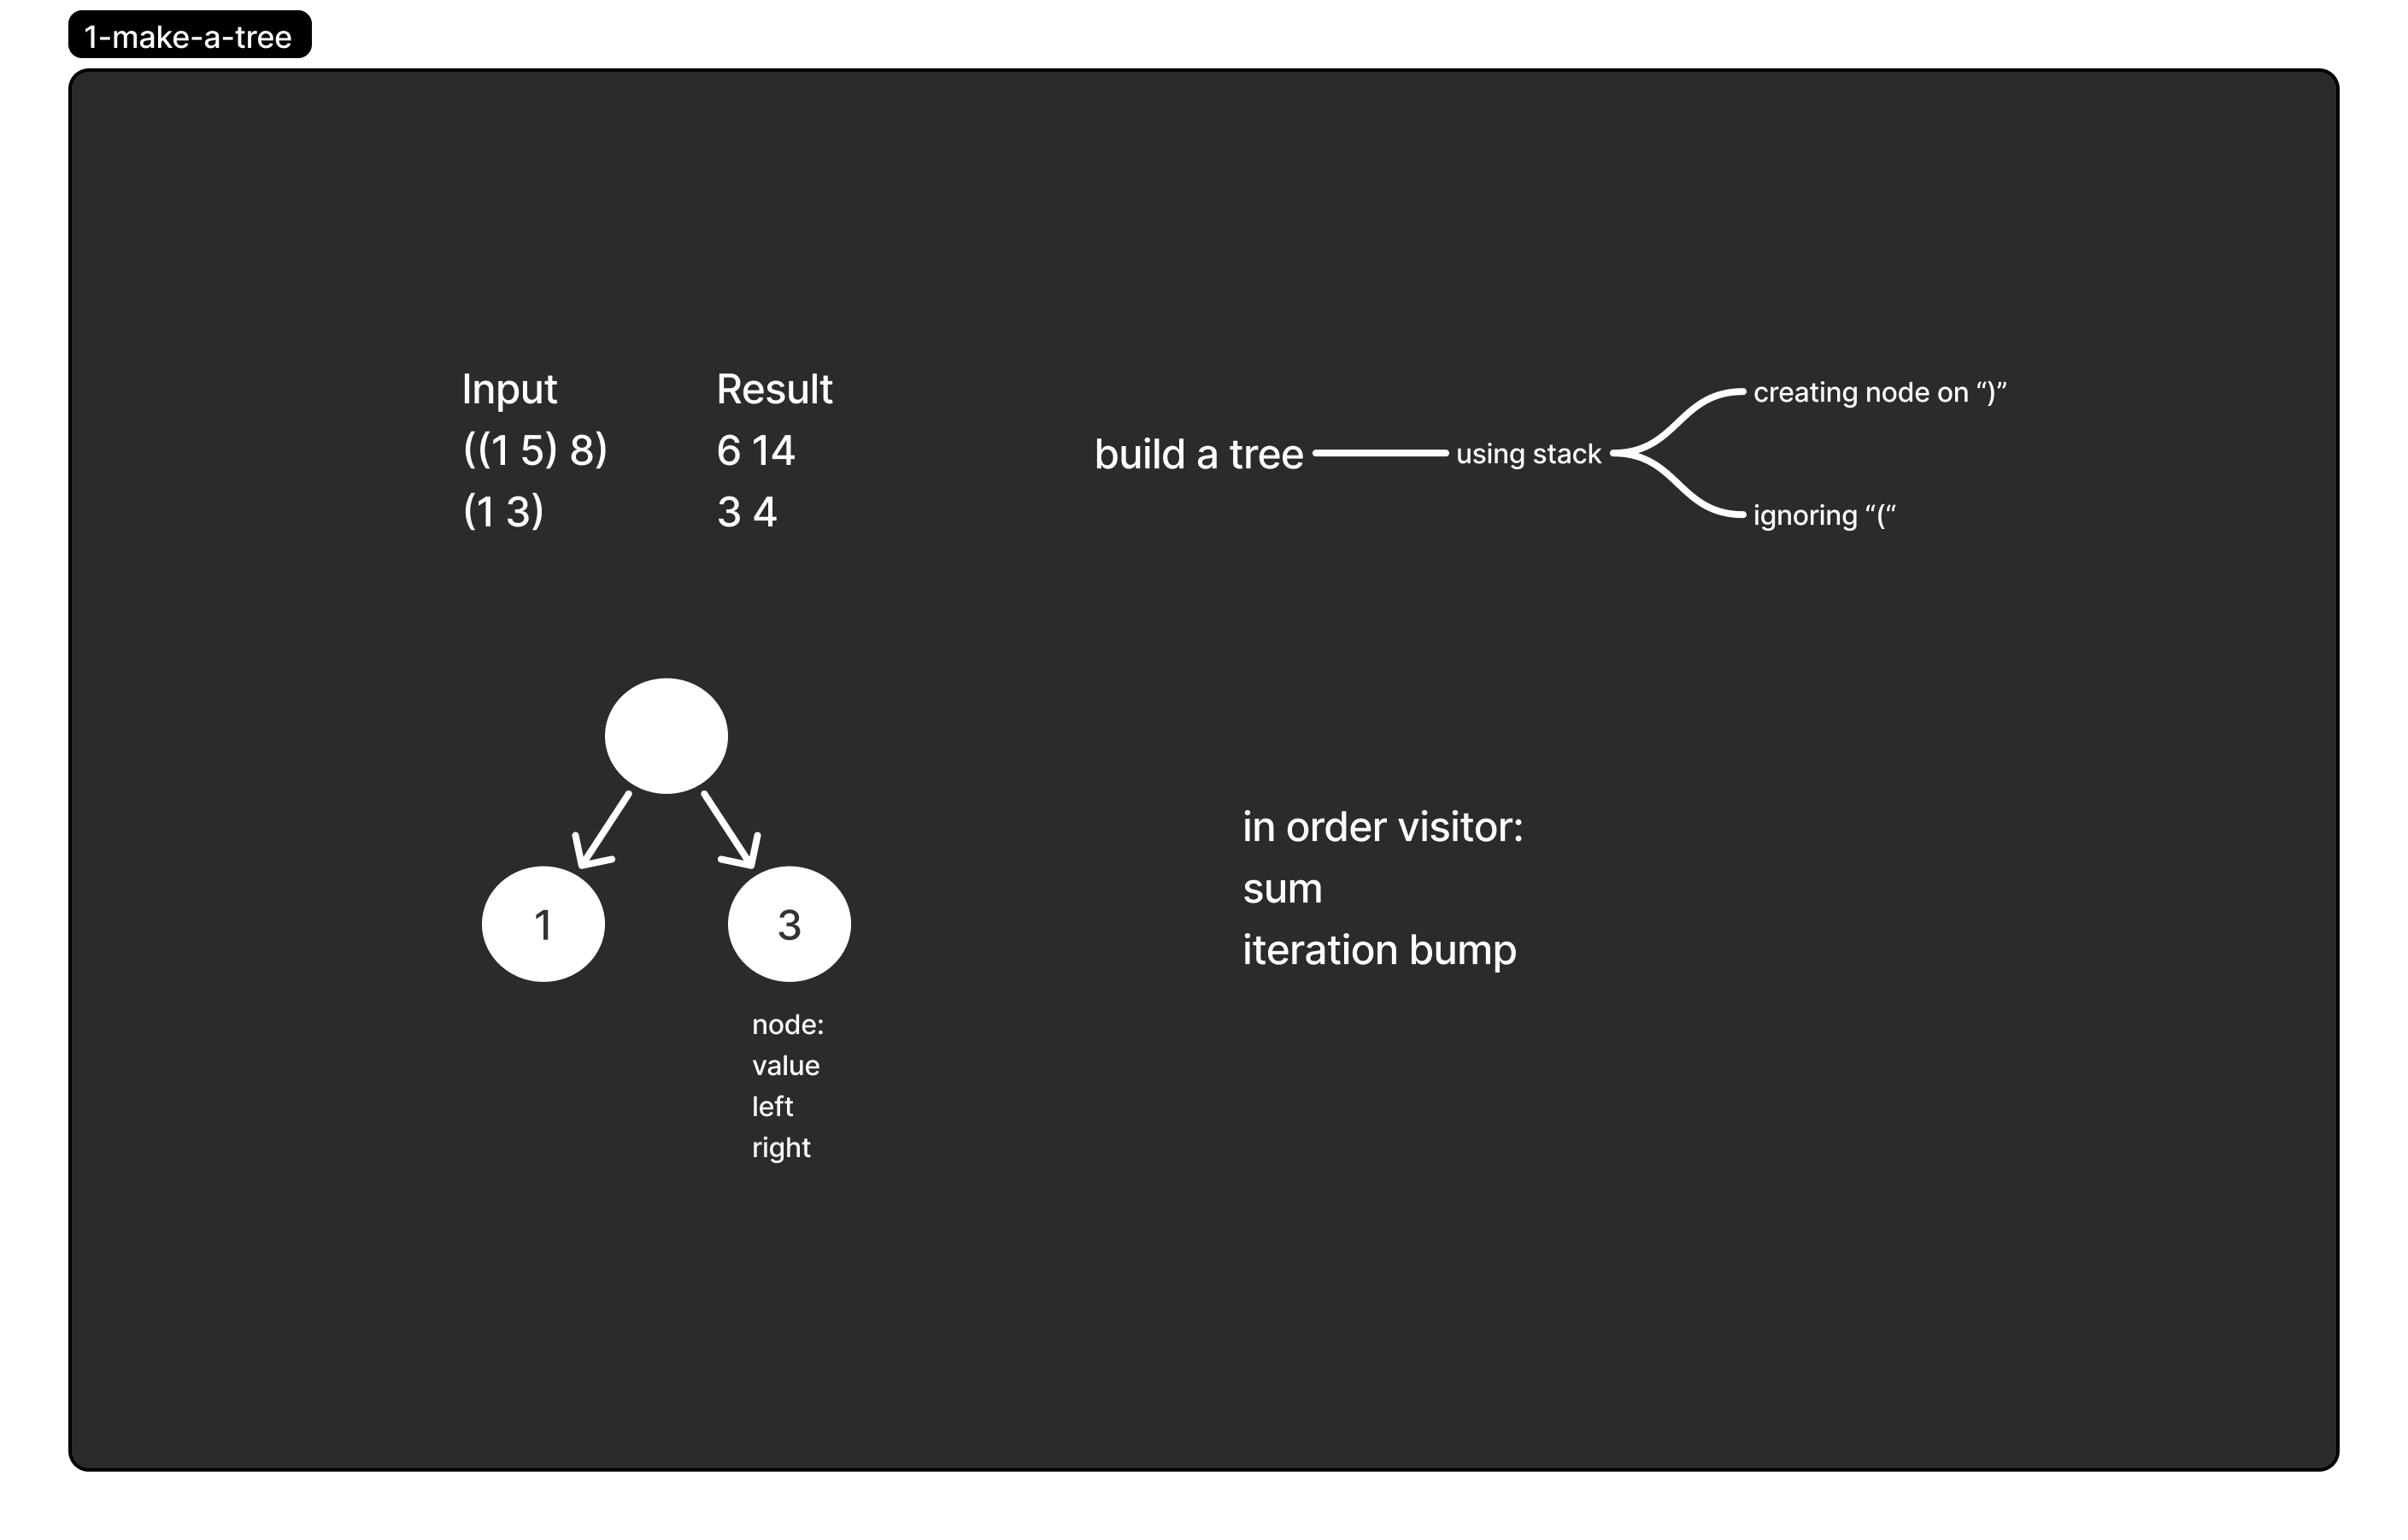 1-make-a-tree
Input Result
((1 5) 8) 6 14
(1 3) 3 4
build a tree
using stack
creating node on “)”
ignoring “(“
1
3
node:
value
left
right
in order visitor:
sum
iteration bump